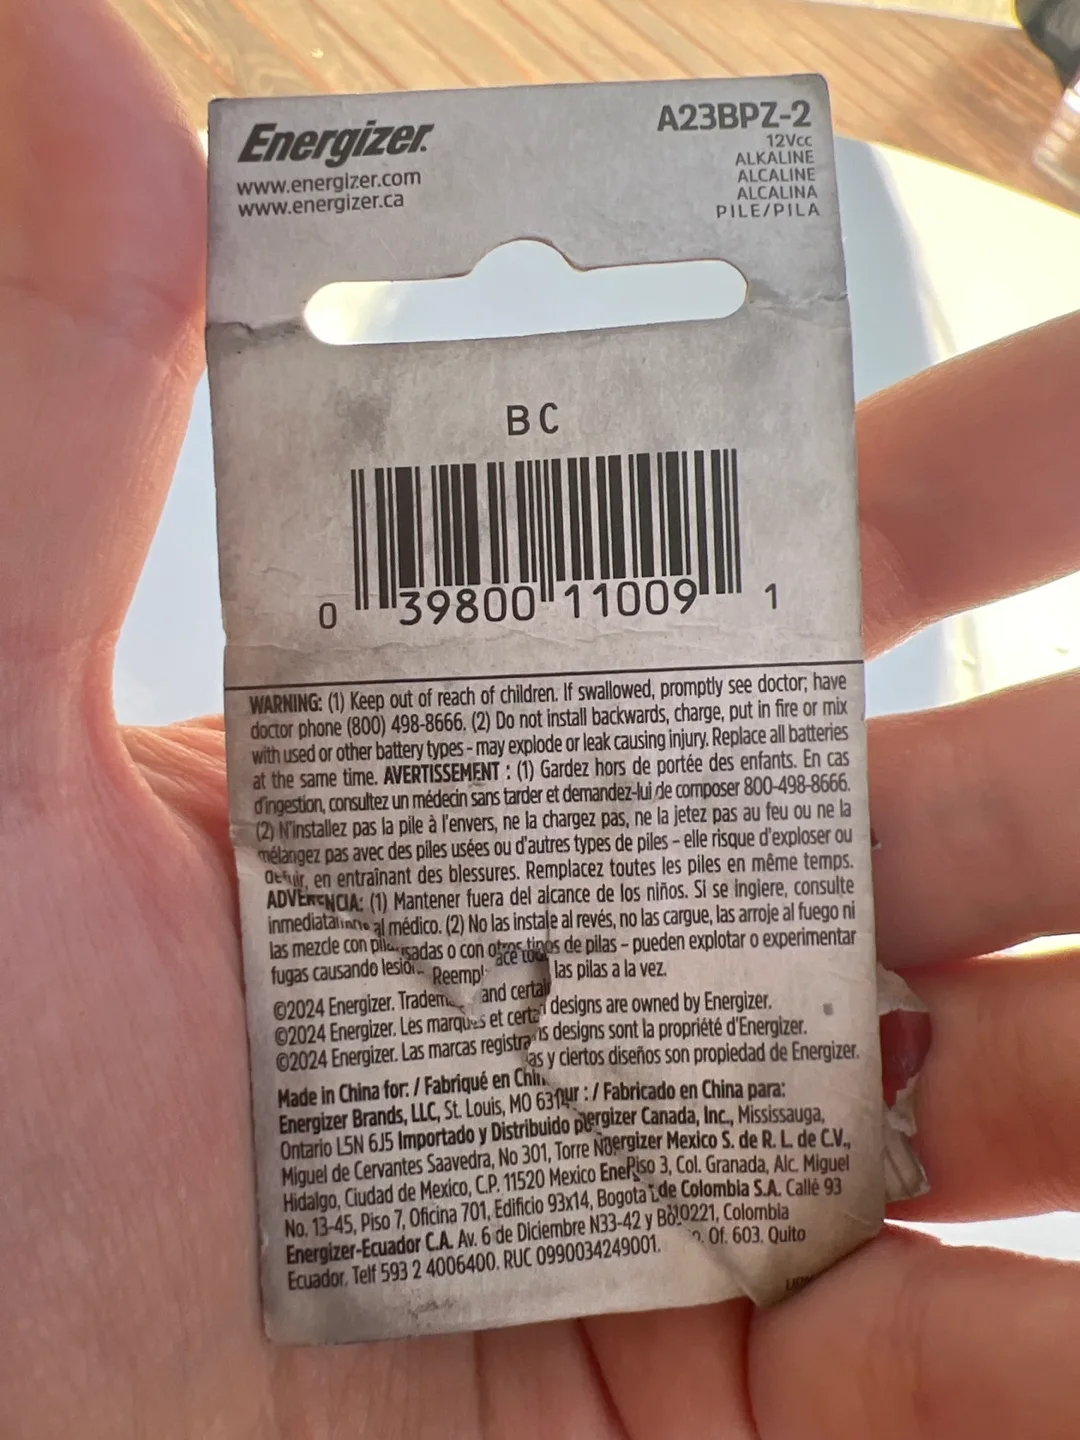 Energizer.
www.energizer.com
www.energizer.ca
A23BPZ-2
12Vcc
ALKALINE
ALCALINE
ALCALINA
PILE/PILA
BC
0 39800 11009 1
WARNING: (1) Keep out of reach of children. If swallowed, promptly see doctor; have
doctor phone (800) 498-8666. (2) Do not install backwards, charge, put in fire or mix
with used or other battery types - may explode or leak causing injury. Replace all batteries
at the same time. AVERTISSEMENT : (1) Gardez hors de portée des enfants. En cas
d'ingestion, consultez un médecin sans tarder et demandez-lui de composer 800-498-8666.
(2) N'installez pas la pile à l'envers, ne la chargez pas, ne la jetez pas au feu ou ne la
mélangez pas avec des piles usées ou d'autres types de piles – elle risque d'exploser ou
en entraînant des blessures. Remplacez toutes les piles en même temps.
(1) Mantener fuera del alcance de los niños. Si se ingiere, consulte
al médico. (2) No las instale al revés, no las cargue, las arroje al fuego ni
las mezcle con o con otros tipos de pilas – pueden explotar o experimentar
fugas causando las pilas a la vez.
©2024 Energizer. and certain designs are owned by Energizer.
©2024 Energizer. Les marques et designs sont la propriété d'Energizer.
©2024 Energizer. Las marcas y ciertos diseños son propiedad de Energizer.
Made in China for: / Fabriqué en : / Fabricado en China para:
Energizer Brands, LLC, St. Louis, MO Energizer Canada, Inc., Mississauga,
Ontario L5N 6J5 Importado y Distribuido Energizer Mexico S. de R. L. de C.V.,
Miguel de Cervantes Saavedra, No 301, Torre Piso 3, Col. Granada, Alc. Miguel
Hidalgo, Ciudad de Mexico, C.P. 11520 Mexico de Colombia S.A. Callé 93
No. 13-45, Piso 7, Oficina 701, Edificio 93x14, Bogota Colombia
Energizer-Ecuador C.A. Av. 6 de Diciembre N33-42 y Of. 603, Quito
Ecuador. Telf 593 2 4006400. RUC 0990034249001.